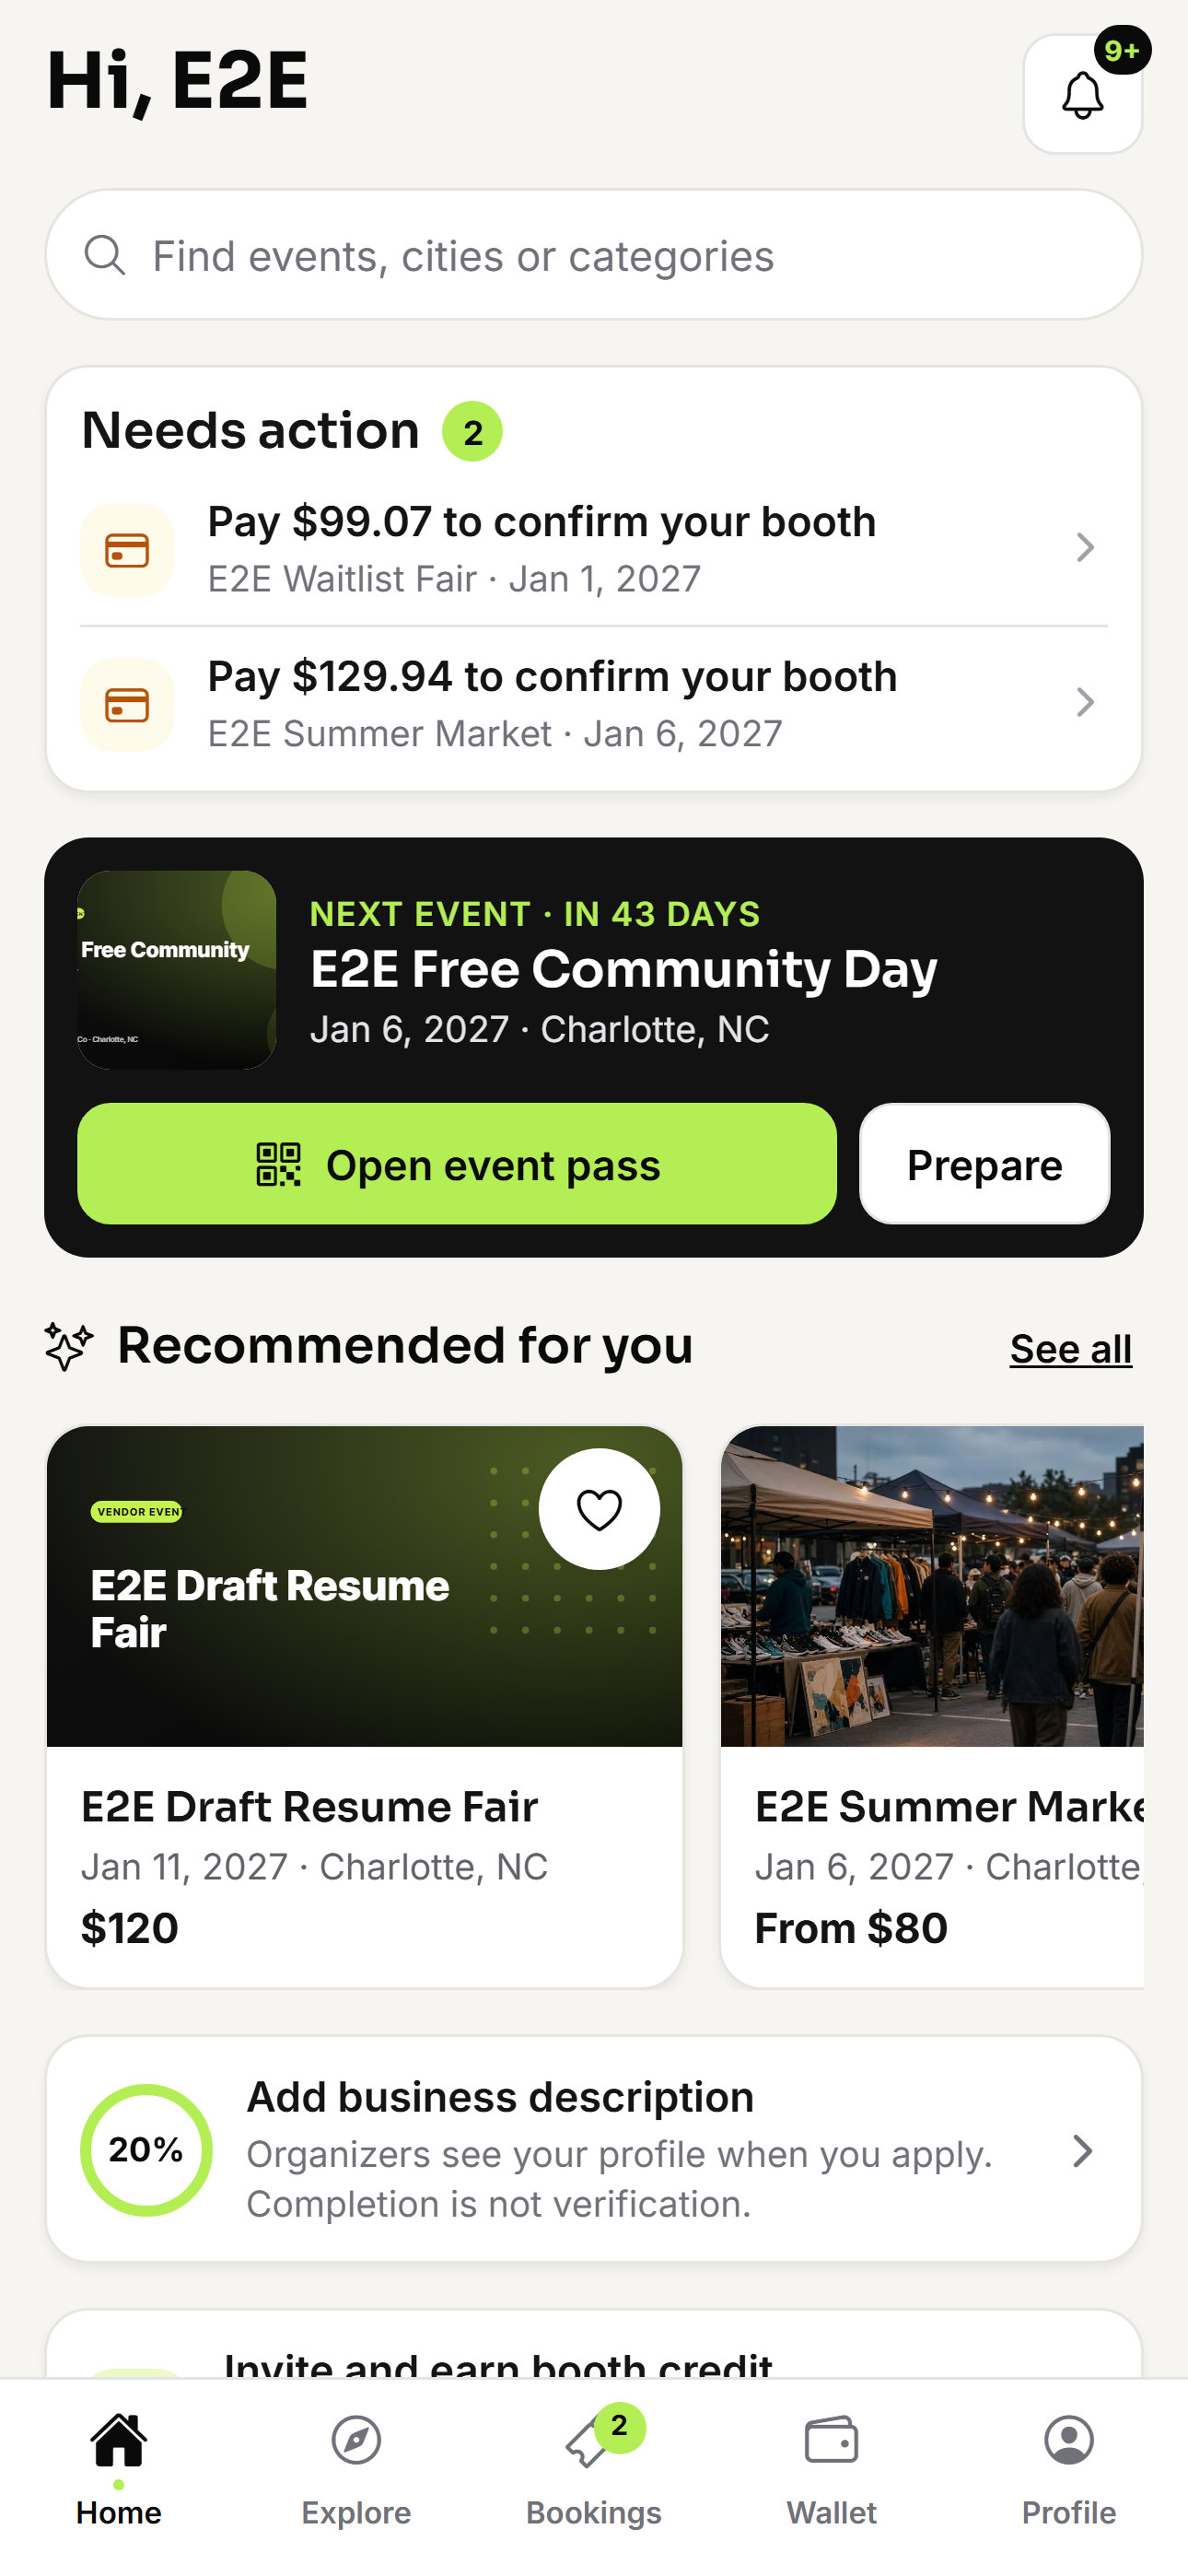 Hi, E2E
9+
Find events, cities or categories
Needs action 2
Pay $99.07 to confirm your booth
E2E Waitlist Fair · Jan 1, 2027
Pay $129.94 to confirm your booth
E2E Summer Market · Jan 6, 2027
Free Community
Co · Charlotte, NC
NEXT EVENT · IN 43 DAYS
E2E Free Community Day
Jan 6, 2027 · Charlotte, NC
Open event pass
Prepare
Recommended for you
See all
VENDOR EVENT
E2E Draft Resume
Fair
E2E Draft Resume Fair
Jan 11, 2027 · Charlotte, NC
$120
E2E Summer Marke
Jan 6, 2027 · Charlotte,
From $80
20%
Add business description
Organizers see your profile when you apply.
Completion is not verification.
Invite and earn booth credit
2
Home
Explore
Bookings
Wallet
Profile